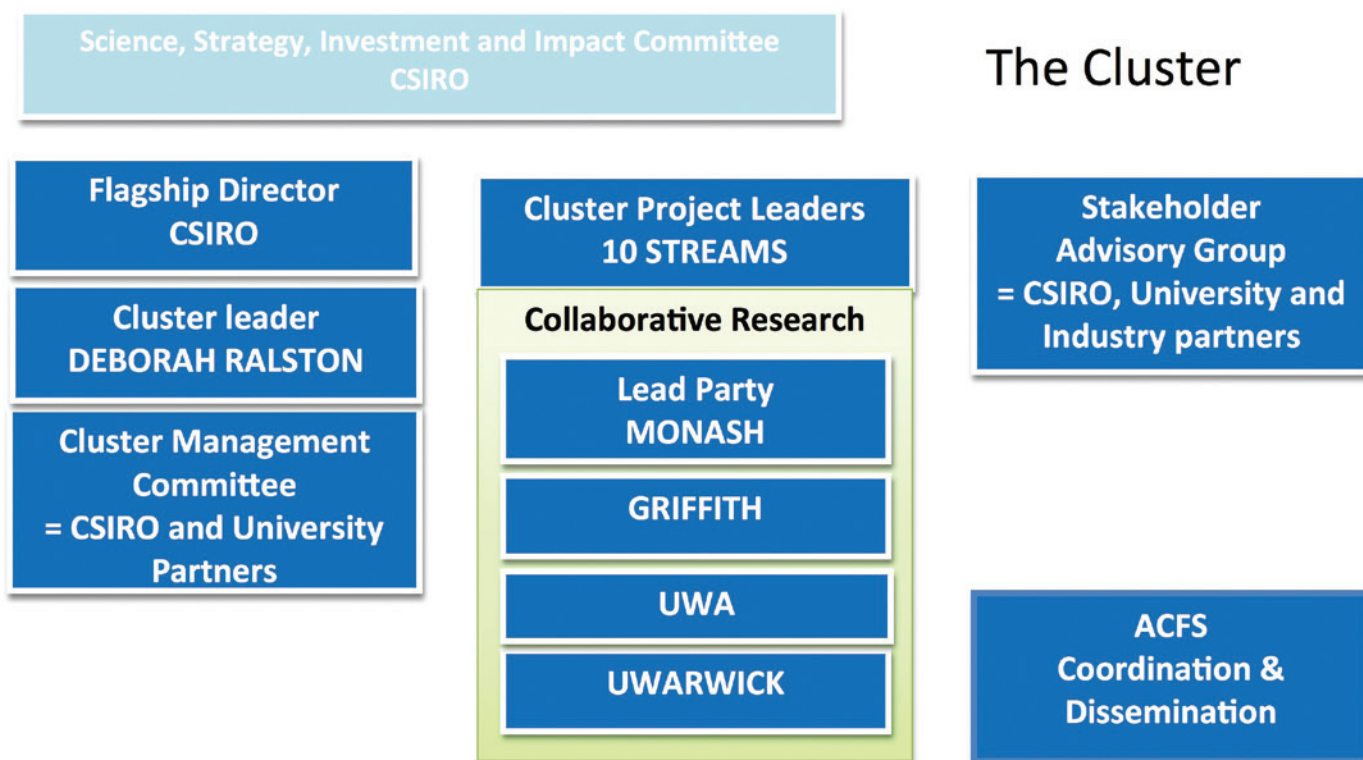 Science, Strategy, Investment and Impact Committee
CSIRO
The Cluster
Flagship Director
CSIRO
Cluster leader
DEBORAH RALSTON
Cluster Management
Committee
= CSIRO and University
Partners
Cluster Project Leaders
10 STREAMS
Collaborative Research
Lead Party
MONASH
GRIFFITH
UWA
UWARWICK
Stakeholder
Advisory Group
= CSIRO, University and
Industry partners
ACFS
Coordination &
Dissemination